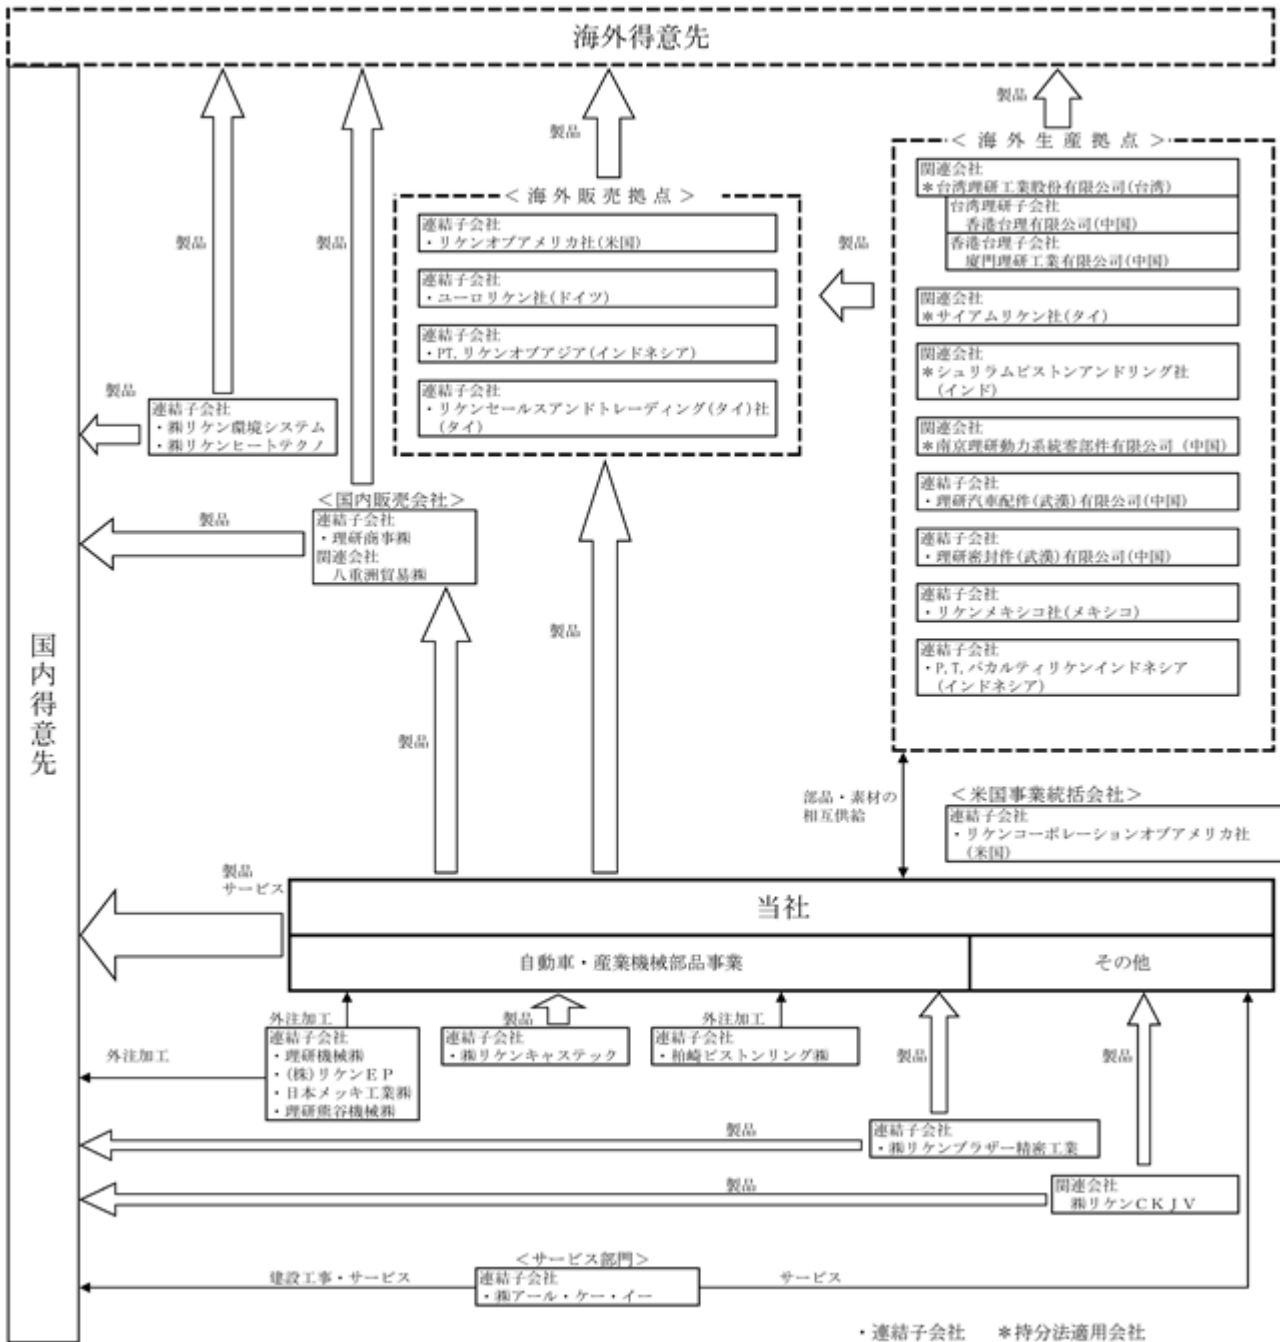 海外得意先
国内得意先
製品
製品
製品
製品
＜海外生産拠点＞
関連会社
＊台湾理研工業股份有限公司(台湾)
台湾理研子会社
香港台理有限公司(中国)
香港台理子会社
廈門理研工業有限公司(中国)
関連会社
＊サイアムリケン社(タイ)
関連会社
＊シュリラムピストンアンドリング社
(インド)
関連会社
＊南京理研動力系統零部件有限公司(中国)
連結子会社
・理研汽車配件(武漢)有限公司(中国)
連結子会社
・理研密封件(武漢)有限公司(中国)
連結子会社
・リケンメキシコ社(メキシコ)
連結子会社
・P.T.パカルティリケンインドネシア
(インドネシア)
製品
＜海外販売拠点＞
連結子会社
・リケンオブアメリカ社(米国)
連結子会社
・ユーロリケン社(ドイツ)
連結子会社
・PT.リケンオブアジア(インドネシア)
連結子会社
・リケンセールスアンドトレーディング(タイ)社
(タイ)
製品
連結子会社
・㈱リケン環境システム
・㈱リケンヒートテクノ
製品
＜国内販売会社＞
連結子会社
・理研商事㈱
関連会社
八重洲貿易㈱
製品
製品
部品・素材の
相互供給
＜米国事業統括会社＞
連結子会社
・リケンコーポレーションオブアメリカ社
(米国)
製品
サービス
当社
自動車・産業機械部品事業
その他
外注加工
外注加工
連結子会社
・理研機械㈱
・(株)リケンＥＰ
・日本メッキ工業㈱
・理研熊谷機械㈱
製品
連結子会社
・㈱リケンキャステック
外注加工
連結子会社
・柏崎ピストンリング㈱
製品
製品
製品
連結子会社
・㈱リケンブラザー精密工業
製品
関連会社
㈱リケンＣＫＪＶ
＜サービス部門＞
建設工事・サービス
連結子会社
・㈱アール・ケー・イー
サービス
・連結子会社　＊持分法適用会社